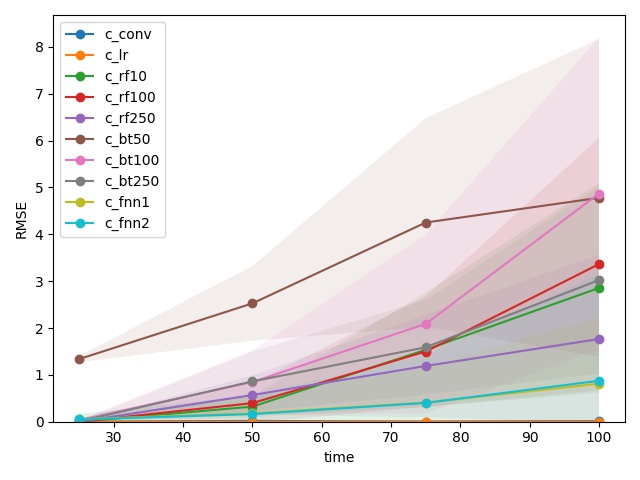 c_conv
c_lr
c_rf10
c_rf100
c_rf250
c_bt50
c_bt100
c_bt250
c_fnn1
c_fnn2
RMSE
8
7
6
5
4
3
2
1
0
30 40 50 60 70 80 90 100
time